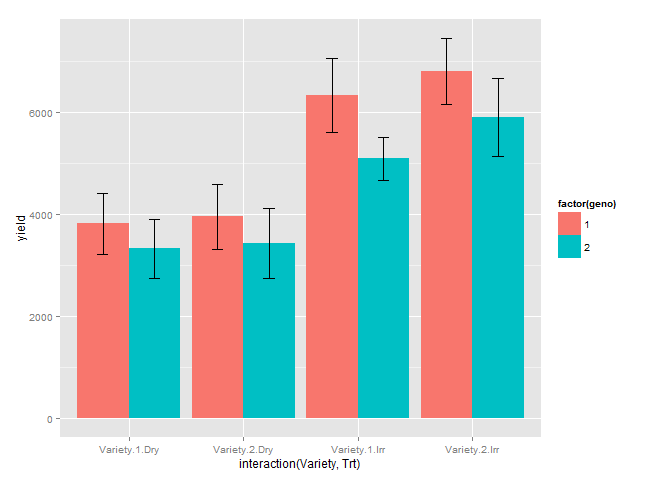 yield
6000
4000
2000
0
Variety.1.Dry
Variety.2.Dry
Variety.1.Irr
Variety.2.Irr
interaction(Variety, Trt)
factor(geno)
1
2